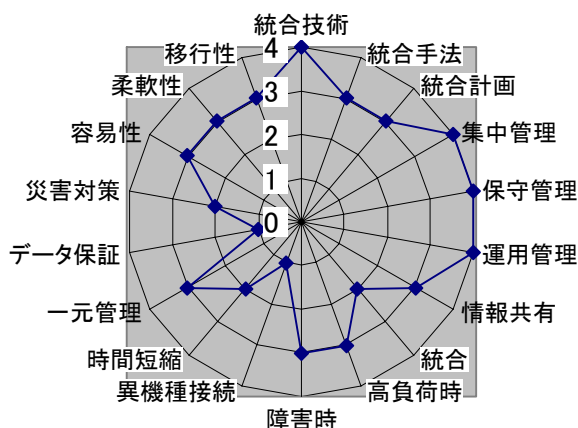 統合技術
統合手法
統合計画
集中管理
保守管理
運用管理
情報共有
統合
高負荷時
障害時
異機種接続
時間短縮
一元管理
データ保証
災害対策
容易性
柔軟性
移行性
4
3
2
1
0